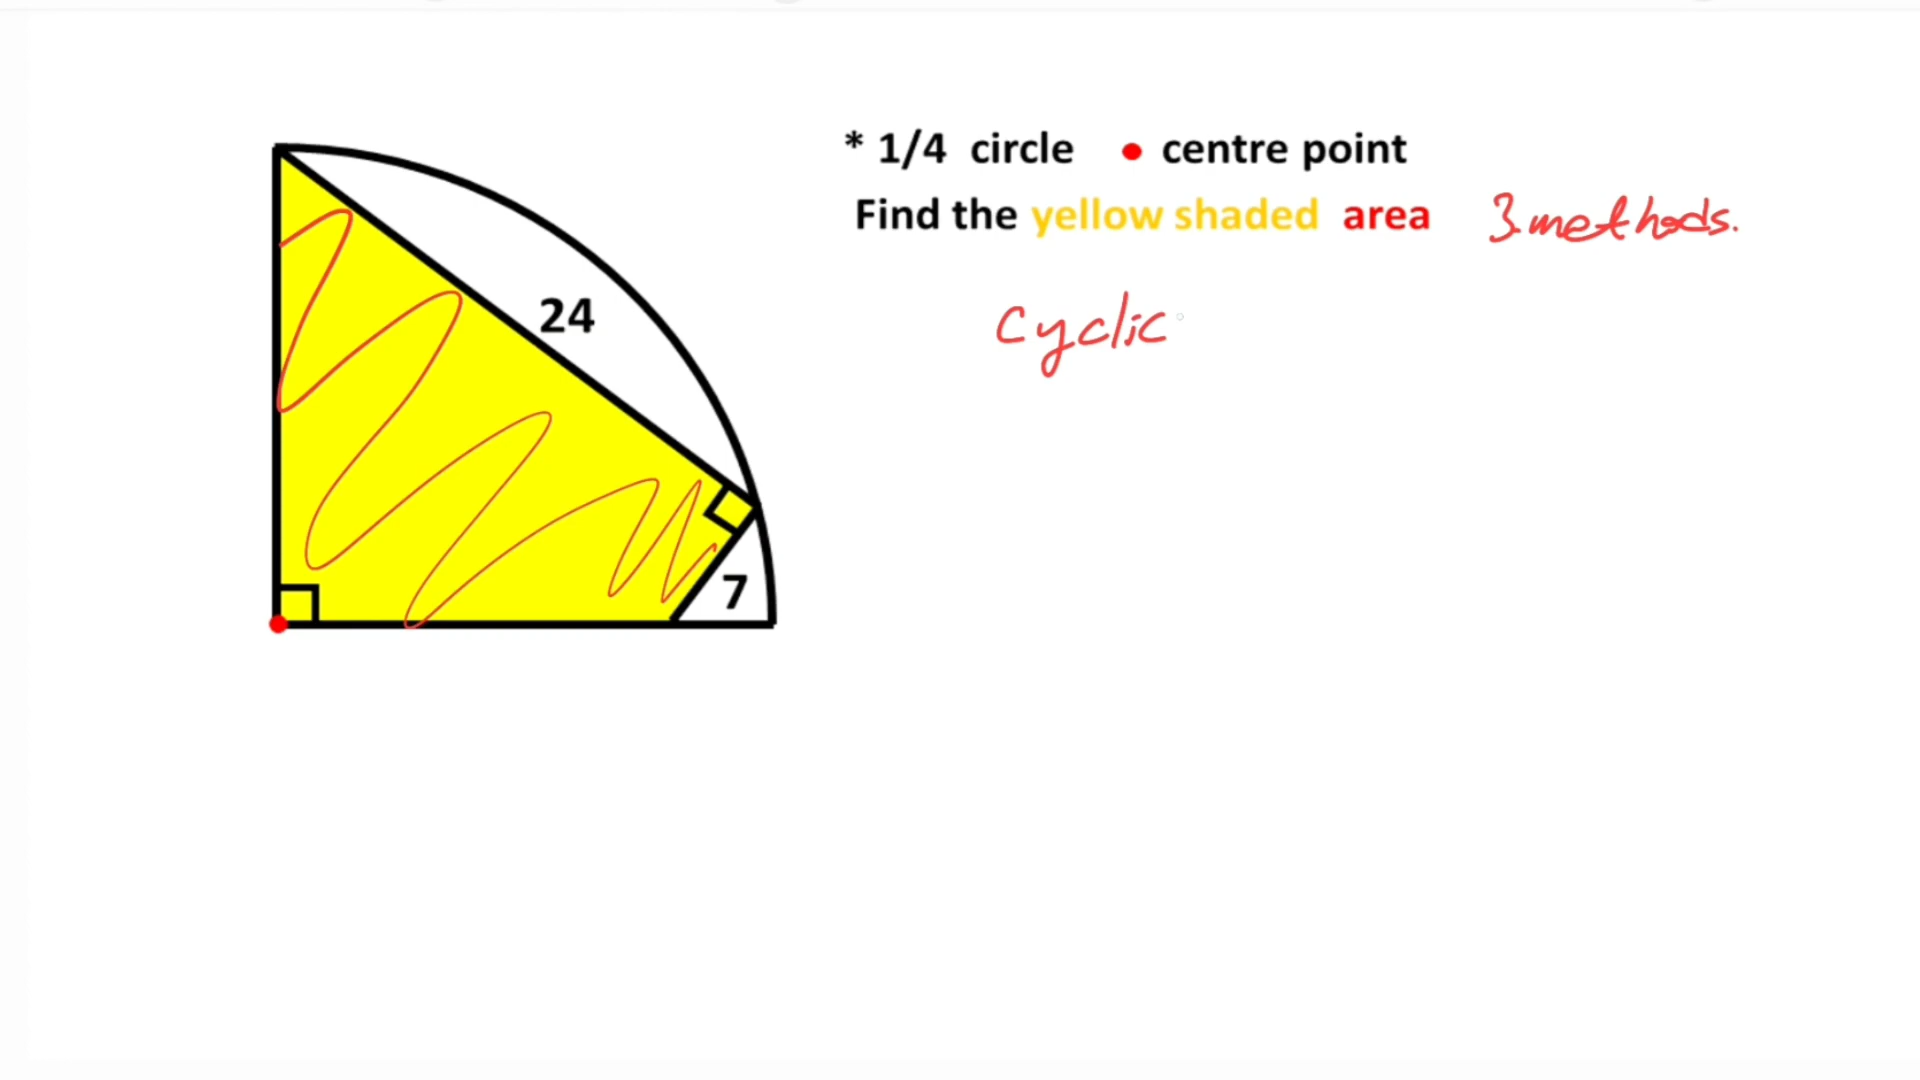 * 1/4 circle • centre point
Find the yellow shaded area 3 methods.
cyclic
24
7